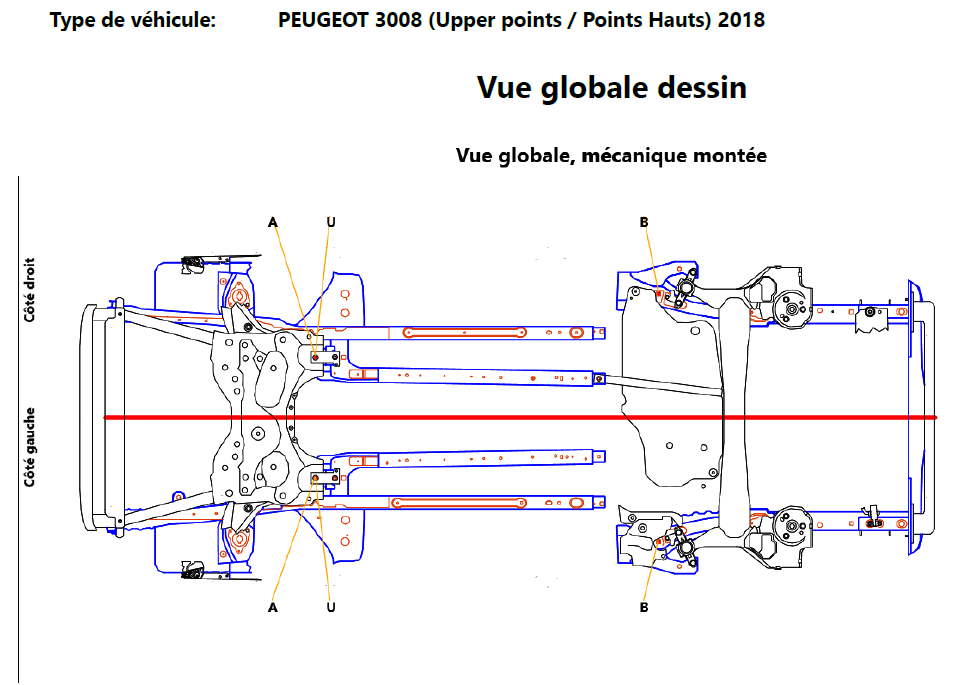 Type de véhicule: PEUGEOT 3008 (Upper points / Points Hauts) 2018
Vue globale dessin
Vue globale, mécanique montée
A U B
Côté droit
Côté gauche
A U B